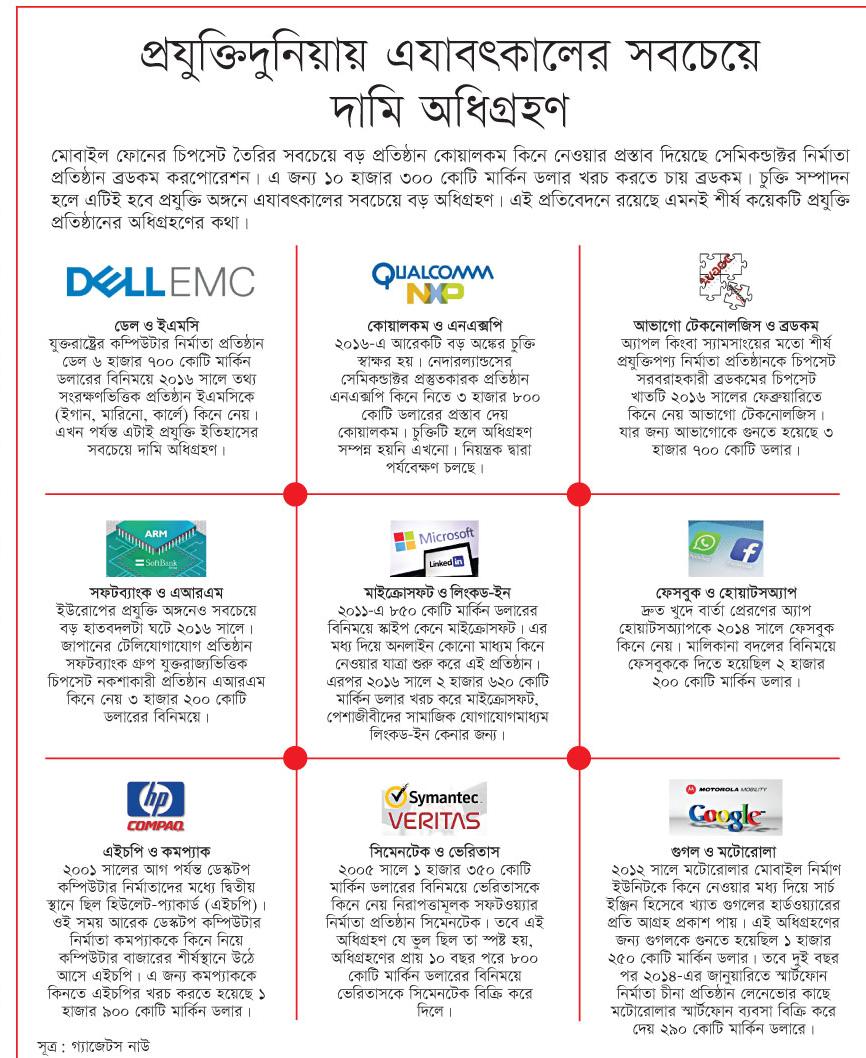 প্রযুক্তিদুনিয়ায় এযাবৎকালের সবচেয়ে
দামি অধিগ্রহণ
মোবাইল ফোনের চিপসেট তৈরির সবচেয়ে বড় প্রতিষ্ঠান কোয়ালকম কিনে নেওয়ার প্রস্তাব দিয়েছে সেমিকন্ডাক্টর নির্মাতা
প্রতিষ্ঠান ব্রডকম করপোরেশন। এ জন্য ১০ হাজার ৩০০ কোটি মার্কিন ডলার খরচ করতে চায় ব্রডকম। চুক্তি সম্পাদন
হলে এটিই হবে প্রযুক্তি অঙ্গনে এযাবৎকালের সবচেয়ে বড় অধিগ্রহণ। এই প্রতিবেদনে রয়েছে এমনই শীর্ষ কয়েকটি প্রযুক্তি
প্রতিষ্ঠানের অধিগ্রহণের কথা।
DELL EMC
ডেল ও ইএমসি
যুক্তরাষ্ট্রের কম্পিউটার নির্মাতা প্রতিষ্ঠান
ডেল ৬ হাজার ৭০০ কোটি মার্কিন
ডলারের বিনিময়ে ২০১৬ সালে তথ্য
সংরক্ষণভিত্তিক প্রতিষ্ঠান ইএমসিকে
(ইগান, মারিনো, কার্লে) কিনে নেয়।
এখন পর্যন্ত এটাই প্রযুক্তি ইতিহাসের
সবচেয়ে দামি অধিগ্রহণ।
QUALCOMM
NXP
কোয়ালকম ও এনএক্সপি
২০১৬-এ আরেকটি বড় অঙ্কের চুক্তি
স্বাক্ষর হয়। নেদারল্যান্ডসের
সেমিকন্ডাক্টর প্রস্তুতকারক প্রতিষ্ঠান
এনএক্সপি কিনে নিতে ৩ হাজার ৮০০
কোটি ডলারের প্রস্তাব দেয়
কোয়ালকম। চুক্তিটি হলে অধিগ্রহণ
সম্পন্ন হয়নি এখনো। নিয়ন্ত্রক দ্বারা
পর্যবেক্ষণ চলছে।
আভাগো টেকনোলজিস ও ব্রডকম
অ্যাপল কিংবা স্যামসাংয়ের মতো শীর্ষ
প্রযুক্তিপণ্য নির্মাতা প্রতিষ্ঠানকে চিপসেট
সরবরাহকারী ব্রডকমের চিপসেট
খাতটি ২০১৬ সালের ফেব্রুয়ারিতে
কিনে নেয় আভাগো টেকনোলজিস।
যার জন্য আভাগোকে গুনতে হয়েছে ৩
হাজার ৭০০ কোটি ডলার।
ARM
SoftBank
সফটব্যাংক ও এআরএম
ইউরোপের প্রযুক্তি অঙ্গনেও সবচেয়ে
বড় হাতবদলটা ঘটে ২০১৬ সালে।
জাপানের টেলিযোগাযোগ প্রতিষ্ঠান
সফটব্যাংক গ্রুপ যুক্তরাজ্যভিত্তিক
চিপসেট নকশাকারী প্রতিষ্ঠান এআরএম
কিনে নেয় ৩ হাজার ২০০ কোটি
ডলারের বিনিময়ে।
Microsoft
Linked in
মাইক্রোসফট ও লিংকড-ইন
২০১১-এ ৮৫০ কোটি মার্কিন ডলারের
বিনিময়ে স্কাইপ কেনে মাইক্রোসফট। এর
মধ্য দিয়ে অনলাইন কোনো মাধ্যম কিনে
নেওয়ার যাত্রা শুরু করে এই প্রতিষ্ঠান।
এরপর ২০১৬ সালে ২ হাজার ৬২০ কোটি
মার্কিন ডলার খরচ করে মাইক্রোসফট,
পেশাজীবীদের সামাজিক যোগাযোগমাধ্যম
লিংকড-ইন কেনার জন্য।
ফেসবুক ও হোয়াটসঅ্যাপ
দ্রুত খুদে বার্তা প্রেরণের অ্যাপ
হোয়াটসঅ্যাপকে ২০১৪ সালে ফেসবুক
কিনে নেয়। মালিকানা বদলের বিনিময়ে
ফেসবুককে দিতে হয়েছিল ২ হাজার
২০০ কোটি মার্কিন ডলার।
hp
COMPAQ
এইচপি ও কমপ্যাক
২০০১ সালের আগ পর্যন্ত ডেস্কটপ
কম্পিউটার নির্মাতাদের মধ্যে দ্বিতীয়
স্থানে ছিল হিউলেট-প্যাকার্ড (এইচপি)।
ওই সময় আরেক ডেস্কটপ কম্পিউটার
নির্মাতা কমপ্যাককে কিনে নিয়ে
কম্পিউটার বাজারের শীর্ষস্থানে উঠে
আসে এইচপি। এ জন্য কমপ্যাককে
কিনতে এইচপির খরচ করতে হয়েছে ১
হাজার ৯০০ কোটি মার্কিন ডলার।
Symantec
VERITAS
সিমেনটেক ও ভেরিতাস
২০০৫ সালে ১ হাজার ৩৫০ কোটি
মার্কিন ডলারের বিনিময়ে ভেরিতাসকে
কিনে নেয় নিরাপত্তামূলক সফটওয়্যার
নির্মাতা প্রতিষ্ঠান সিমেনটেক। তবে এই
অধিগ্রহণ যে ভুল ছিল তা স্পষ্ট হয়,
অধিগ্রহণের প্রায় ১০ বছর পরে ৮০০
কোটি মার্কিন ডলারের বিনিময়ে
ভেরিতাসকে সিমেনটেক বিক্রি করে
দিলে।
MOTOROLA MOBILITY
Google
গুগল ও মটোরোলা
২০১২ সালে মটোরোলার মোবাইল নির্মাণ
ইউনিটকে কিনে নেওয়ার মধ্য দিয়ে সার্চ
ইঞ্জিন হিসেবে খ্যাত গুগলের হার্ডওয়্যারের
প্রতি আগ্রহ প্রকাশ পায়। এই অধিগ্রহণের
জন্য গুগলকে গুনতে হয়েছিল ১ হাজার
২৫০ কোটি মার্কিন ডলার। তবে দুই বছর
পর ২০১৪-এর জানুয়ারিতে স্মার্টফোন
নির্মাতা চীনা প্রতিষ্ঠান লেনেভোর কাছে
মটোরোলার স্মার্টফোন ব্যবসা বিক্রি করে
দেয় ২৯০ কোটি মার্কিন ডলারে।
সূত্র : গ্যাজেটস নাউ